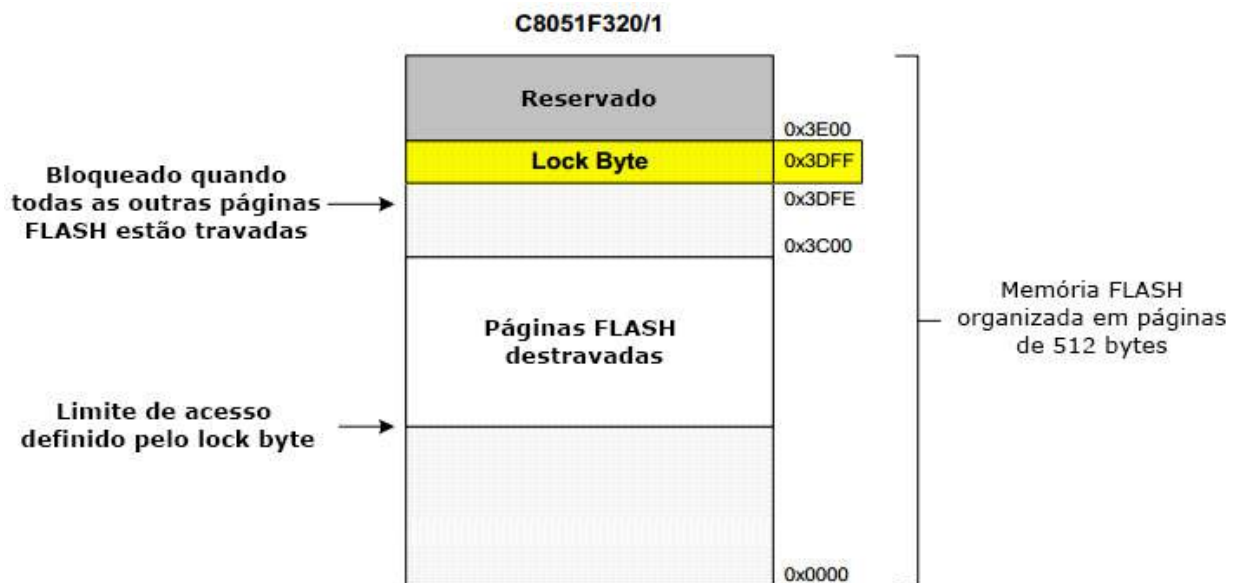 C8051F320/1
Reservado
0x3E00
Lock Byte
0x3DFF
Bloqueado quando
todas as outras páginas
FLASH estão travadas
0x3DFE
0x3C00
Páginas FLASH
destravadas
Memória FLASH
organizada em páginas
de 512 bytes
Limite de acesso
definido pelo lock byte
0x0000